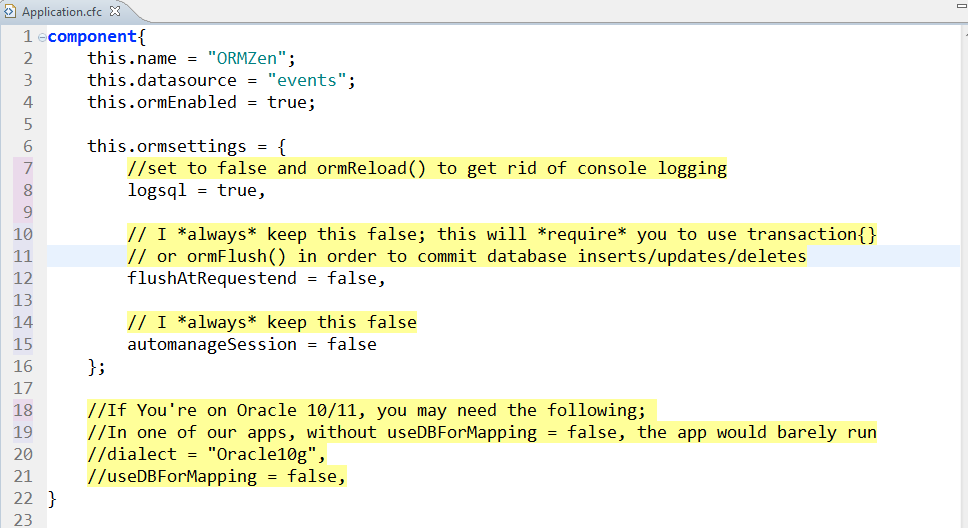 Application.cfc
1 component{
2 this.name = "ORMZen";
3 this.datasource = "events";
4 this.ormEnabled = true;
5
6 this.ormsettings = {
7 //set to false and ormReload() to get rid of console logging
8 logsql = true,
9
10 // I *always* keep this false; this will *require* you to use transaction{}
11 // or ormFlush() in order to commit database inserts/updates/deletes
12 flushAtRequestend = false,
13
14 // I *always* keep this false
15 automanageSession = false
16 };
17
18 //If You're on Oracle 10/11, you may need the following;
19 //In one of our apps, without useDBForMapping = false, the app would barely run
20 //dialect = "Oracle10g",
21 //useDBForMapping = false,
22 }
23